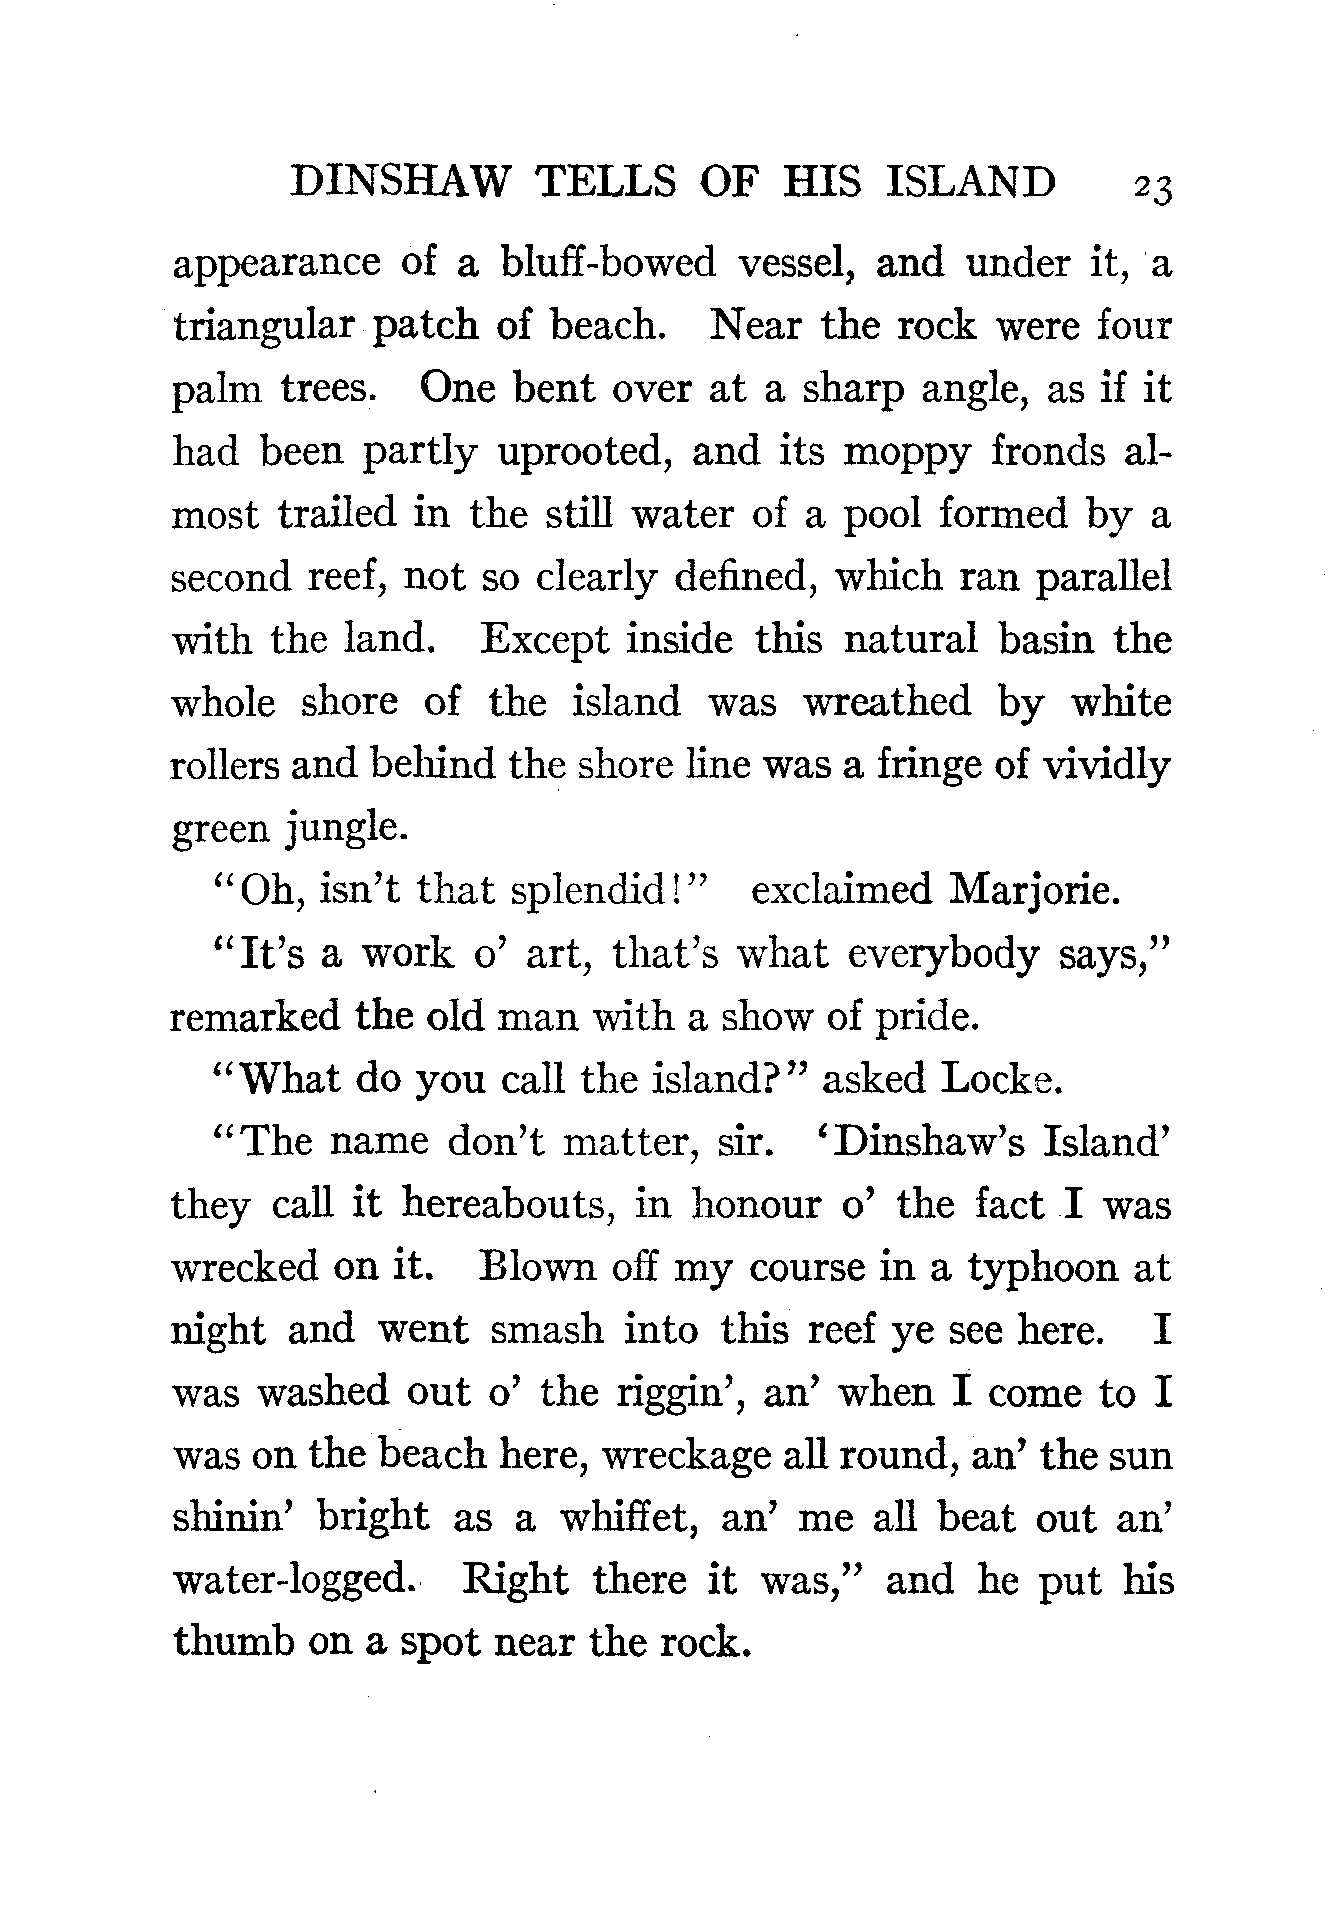 DINSHAW TELLS OF HIS ISLAND 23
appearance of a bluff-bowed vessel, and under it, a
triangular patch of beach. Near the rock were four
palm trees. One bent over at a sharp angle, as if it
had been partly uprooted, and its moppy fronds al-
most trailed in the still water of a pool formed by a
second reef, not so clearly defined, which ran parallel
with the land. Except inside this natural basin the
whole shore of the island was wreathed by white
rollers and behind the shore line was a fringe of vividly
green jungle.
"Oh, isn't that splendid!" exclaimed Marjorie.
"It's a work o' art, that's what everybody says,"
remarked the old man with a show of pride.
"What do you call the island?" asked Locke.
"The name don't matter, sir. 'Dinshaw's Island'
they call it hereabouts, in honour o' the fact I was
wrecked on it. Blown off my course in a typhoon at
night and went smash into this reef ye see here. I
was washed out o' the riggin', an' when I come to I
was on the beach here, wreckage all round, an' the sun
shinin' bright as a whiffet, an' me all beat out an'
water-logged. Right there it was," and he put his
thumb on a spot near the rock.